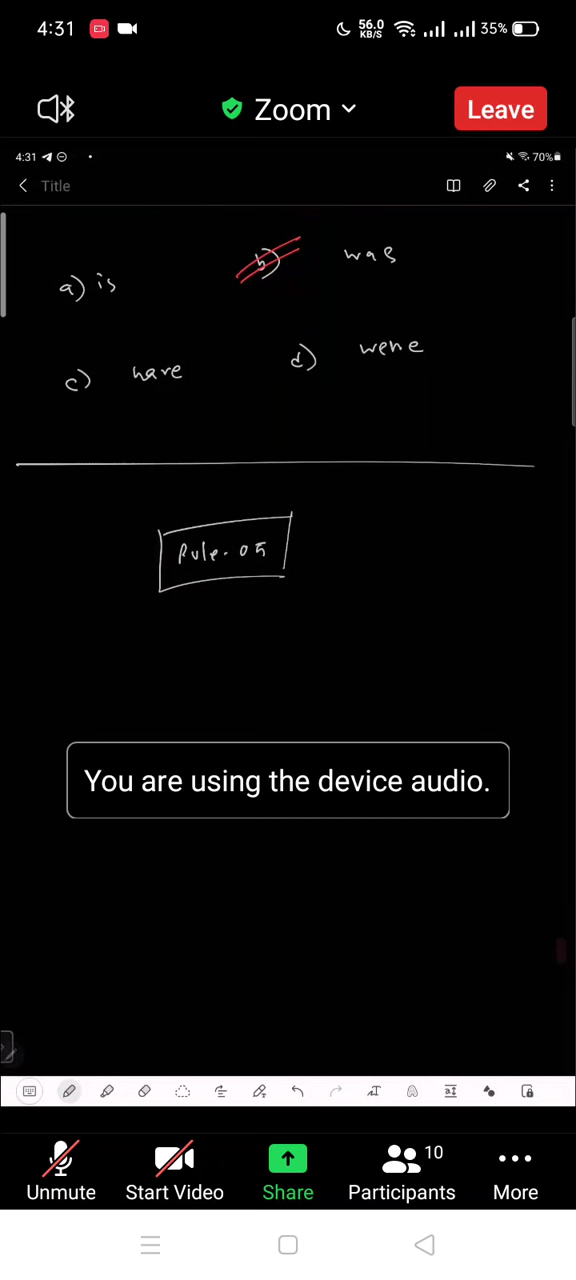 4:31 56.0 KB/S 35%
Zoom Leave
4:31 70%
Title
b) was
a) is
d) were
c) have
Rule-05
You are using the device audio.
10
Unmute Start Video Share Participants More